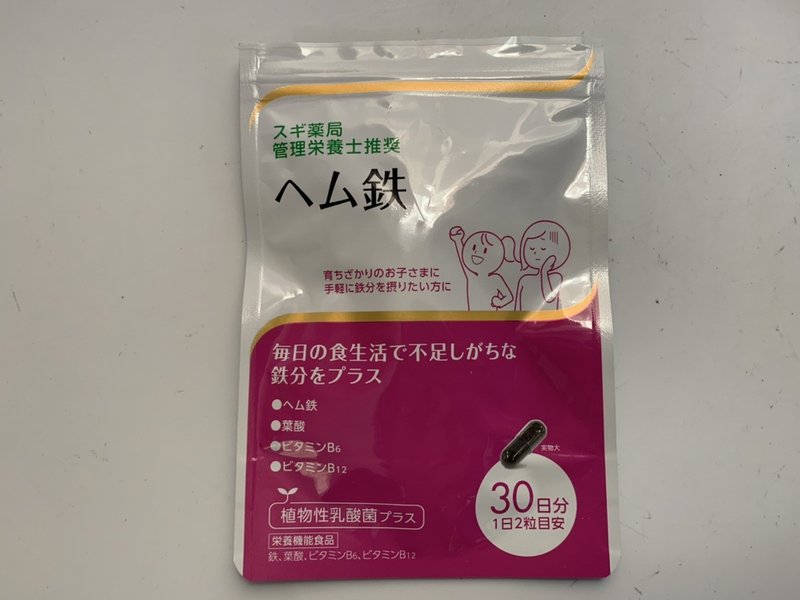 スギ薬局
管理栄養士推奨
ヘム鉄
育ちざかりのお子さまに
手軽に鉄分を摂りたい方に
毎日の食生活で不足しがちな
鉄分をプラス
●ヘム鉄
●葉酸
●ビタミンB6
●ビタミンB12
実物大
30日分
1日2粒目安
植物性乳酸菌プラス
栄養機能食品
鉄、葉酸、ビタミンB6、ビタミンB12